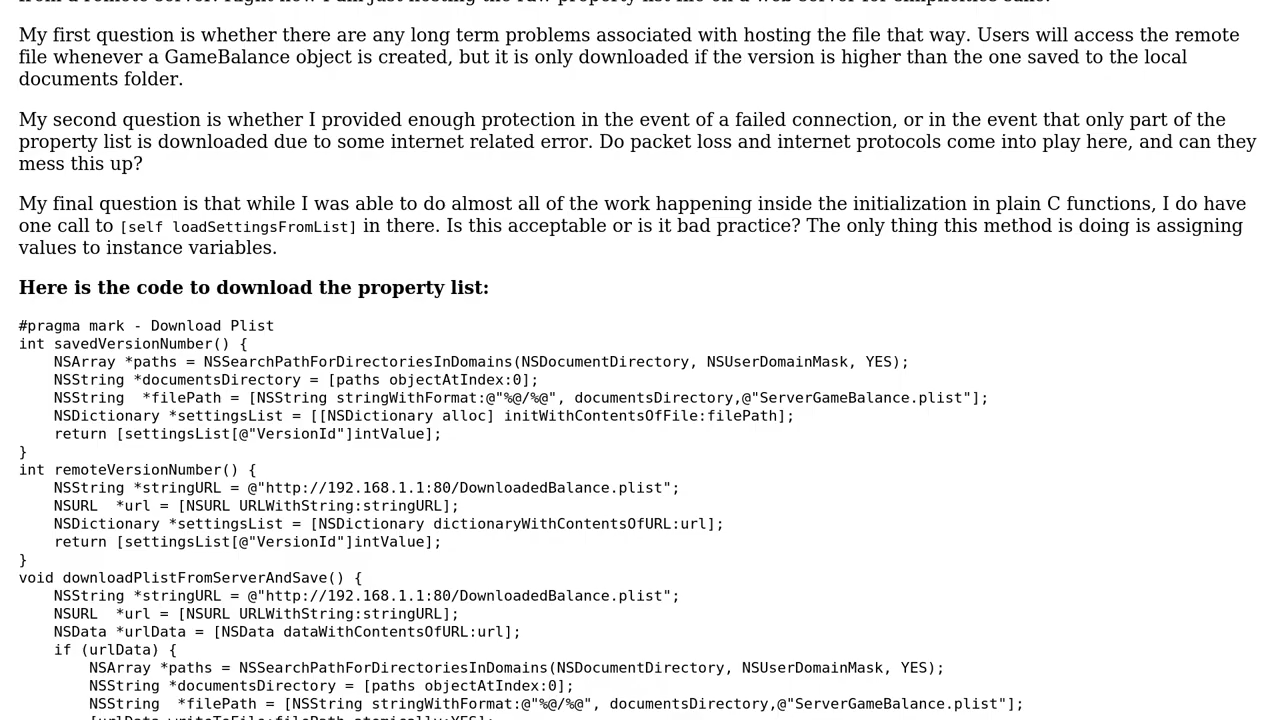 My first question is whether there are any long term problems associated with hosting the file that way. Users will access the remote
file whenever a GameBalance object is created, but it is only downloaded if the version is higher than the one saved to the local
documents folder.
My second question is whether I provided enough protection in the event of a failed connection, or in the event that only part of the
property list is downloaded due to some internet related error. Do packet loss and internet protocols come into play here, and can they
mess this up?
My final question is that while I was able to do almost all of the work happening inside the initialization in plain C functions, I do have
one call to [self loadSettingsFromList] in there. Is this acceptable or is it bad practice? The only thing this method is doing is assigning
values to instance variables.
Here is the code to download the property list:
#pragma mark - Download Plist
int savedVersionNumber() {
    NSArray *paths = NSSearchPathForDirectoriesInDomains(NSDocumentDirectory, NSUserDomainMask, YES);
    NSString *documentsDirectory = [paths objectAtIndex:0];
    NSString  *filePath = [NSString stringWithFormat:@"%@/%@", documentsDirectory,@"ServerGameBalance.plist"];
    NSDictionary *settingsList = [[NSDictionary alloc] initWithContentsOfFile:filePath];
    return [settingsList[@"VersionId"]intValue];
}
int remoteVersionNumber() {
    NSString *stringURL = @"http://192.168.1.1:80/DownloadedBalance.plist";
    NSURL  *url = [NSURL URLWithString:stringURL];
    NSDictionary *settingsList = [NSDictionary dictionaryWithContentsOfURL:url];
    return [settingsList[@"VersionId"]intValue];
}
void downloadPlistFromServerAndSave() {
    NSString *stringURL = @"http://192.168.1.1:80/DownloadedBalance.plist";
    NSURL  *url = [NSURL URLWithString:stringURL];
    NSData *urlData = [NSData dataWithContentsOfURL:url];
    if (urlData) {
        NSArray *paths = NSSearchPathForDirectoriesInDomains(NSDocumentDirectory, NSUserDomainMask, YES);
        NSString *documentsDirectory = [paths objectAtIndex:0];
        NSString  *filePath = [NSString stringWithFormat:@"%@/%@", documentsDirectory,@"ServerGameBalance.plist"];